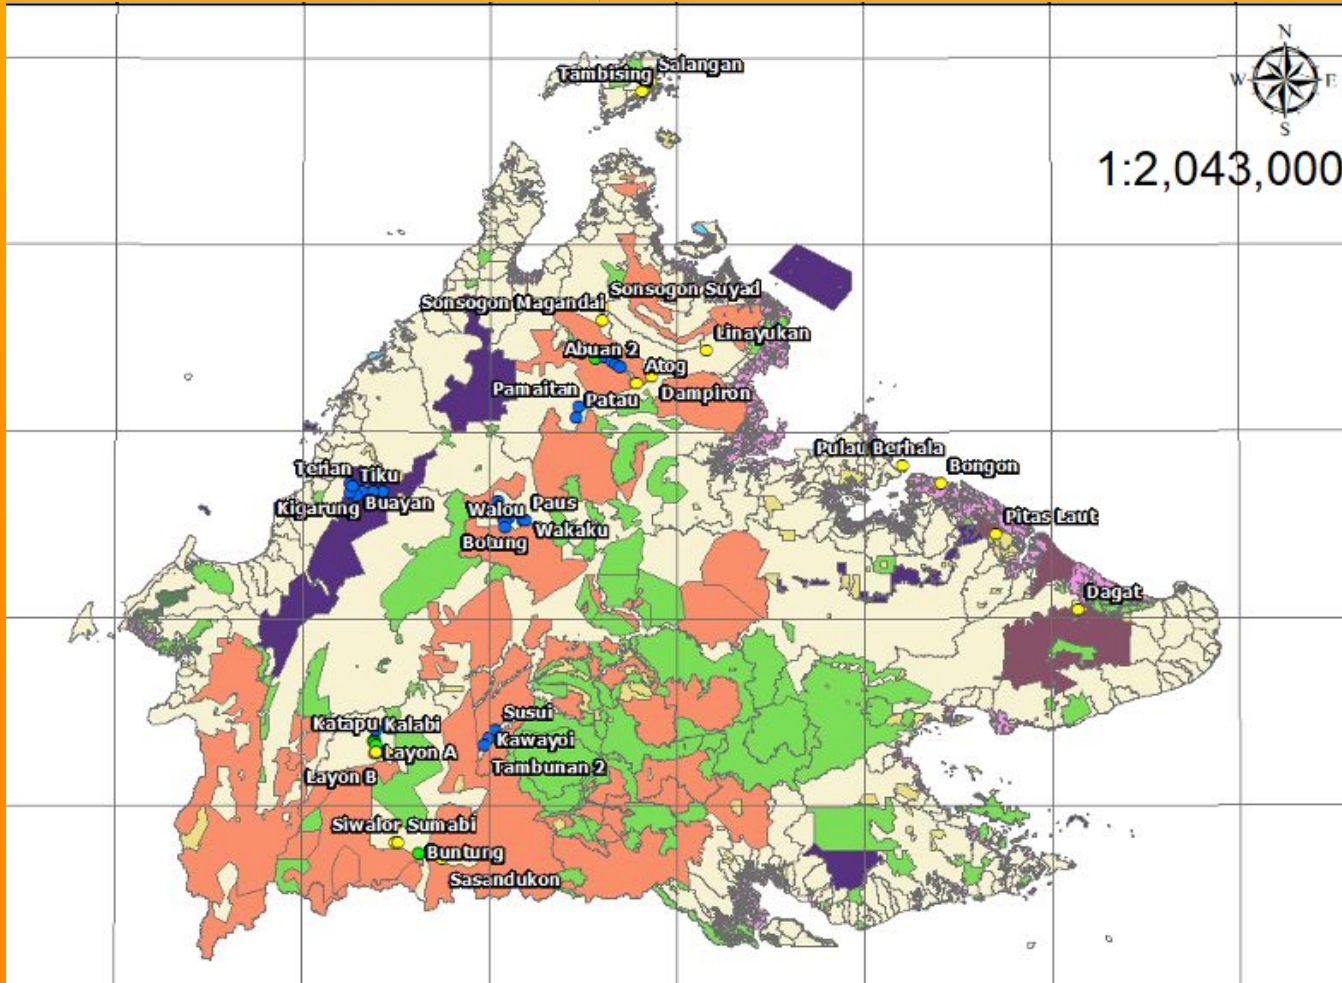 N
Salangan
Tambising
W E
S
1:2,043,000
Sonsogon Suyad
Sonsogon Magandai
Linayukan
Abuan 2
Atog
Pamaitan
Patau
Dampiron
Pulau Berhala
Bongon
Terian
Tiku
Kigarung
Buayan
Walou
Paus
Wakaku
Botung
Pitas Laut
Dagat
Susui
Katapu
Kalabi
Kawayoi
Layon A
Tambunan 2
Layon B
Siwalor
Sumabi
Buntung
Sasandukon